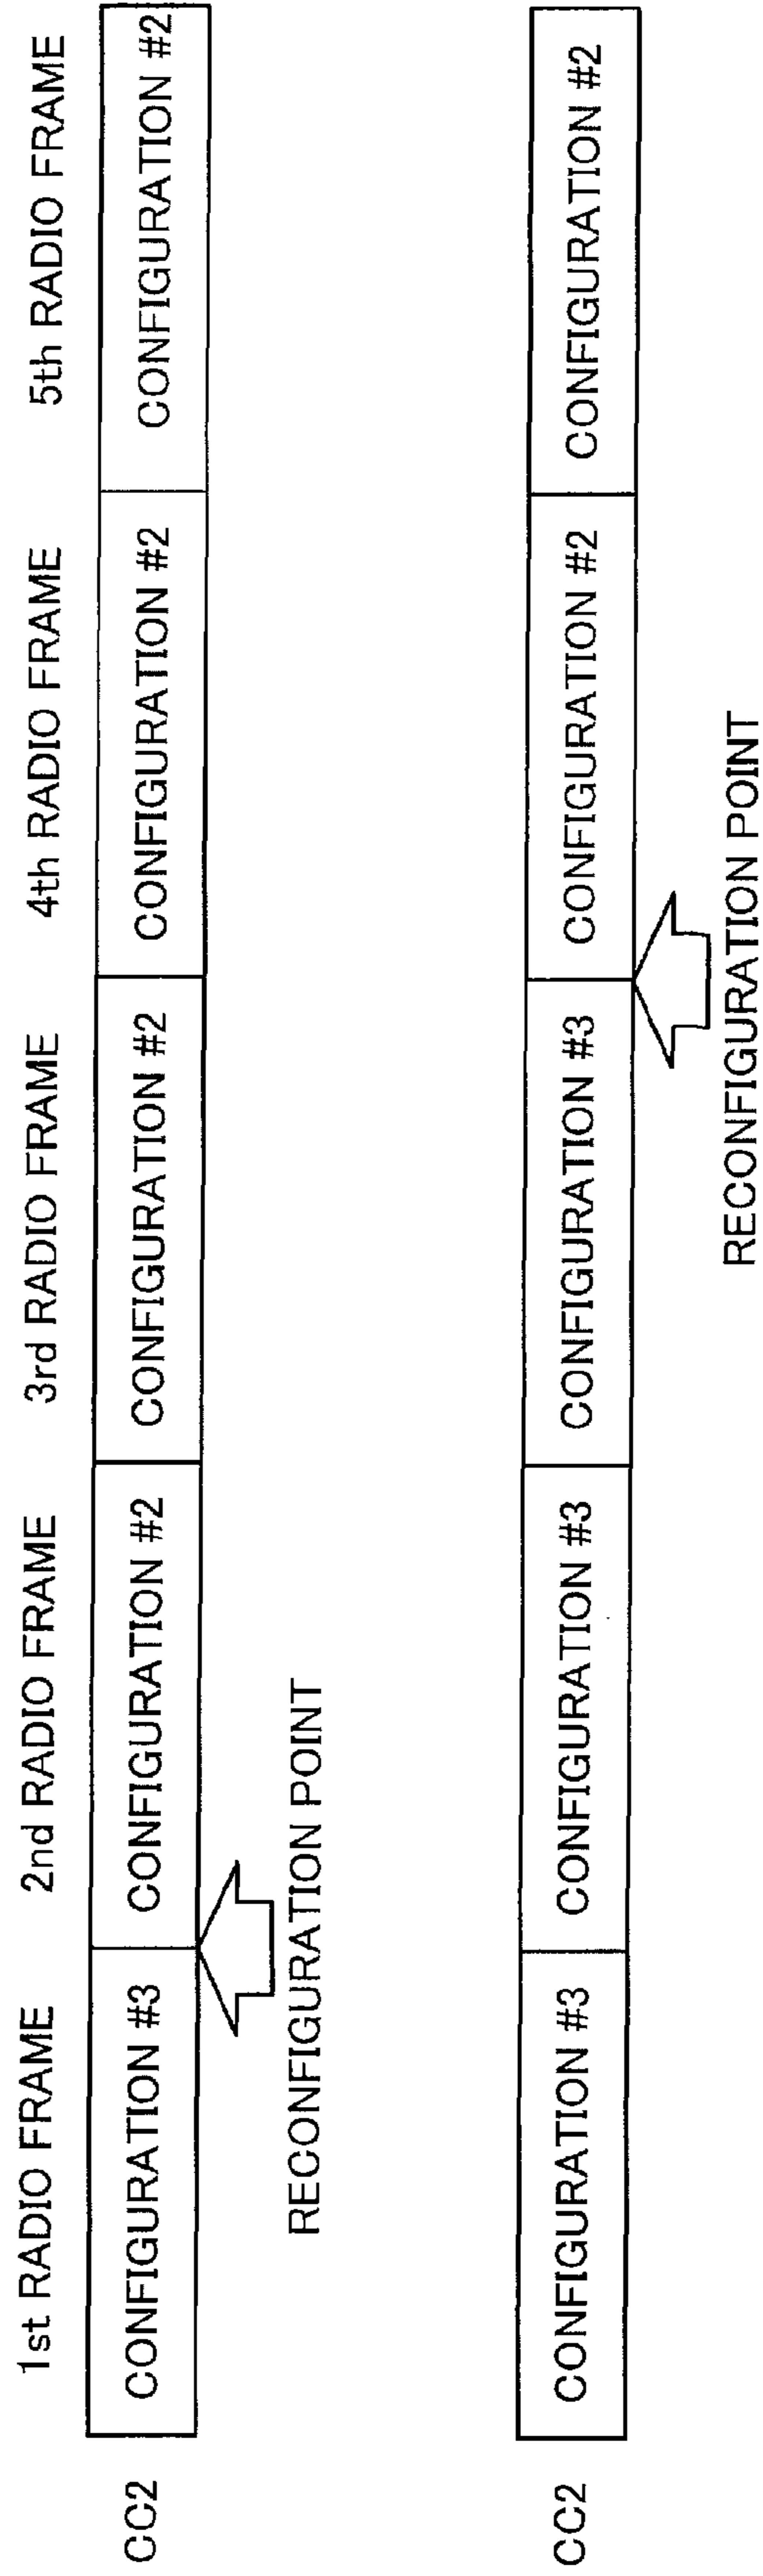 1st RADIO FRAME
2nd RADIO FRAME
3rd RADIO FRAME
4th RADIO FRAME
5th RADIO FRAME
CC2
CONFIGURATION #3
CONFIGURATION #2
CONFIGURATION #2
CONFIGURATION #2
CONFIGURATION #2
RECONFIGURATION POINT
CC2
CONFIGURATION #3
CONFIGURATION #3
CONFIGURATION #3
CONFIGURATION #2
CONFIGURATION #2
RECONFIGURATION POINT